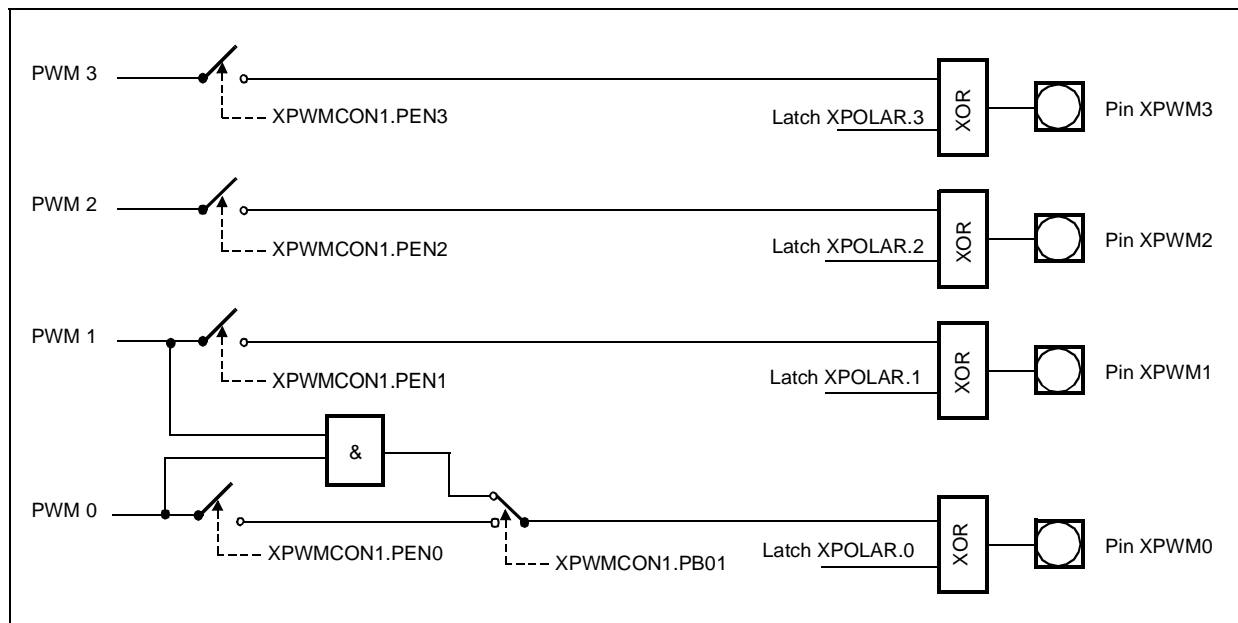 PWM 3
XPWMCON1.PEN3
Latch XPOLAR.3
XOR
Pin XPWM3
PWM 2
XPWMCON1.PEN2
Latch XPOLAR.2
XOR
Pin XPWM2
PWM 1
XPWMCON1.PEN1
Latch XPOLAR.1
XOR
Pin XPWM1
&
PWM 0
XPWMCON1.PEN0
XPWMCON1.PB01
Latch XPOLAR.0
XOR
Pin XPWM0